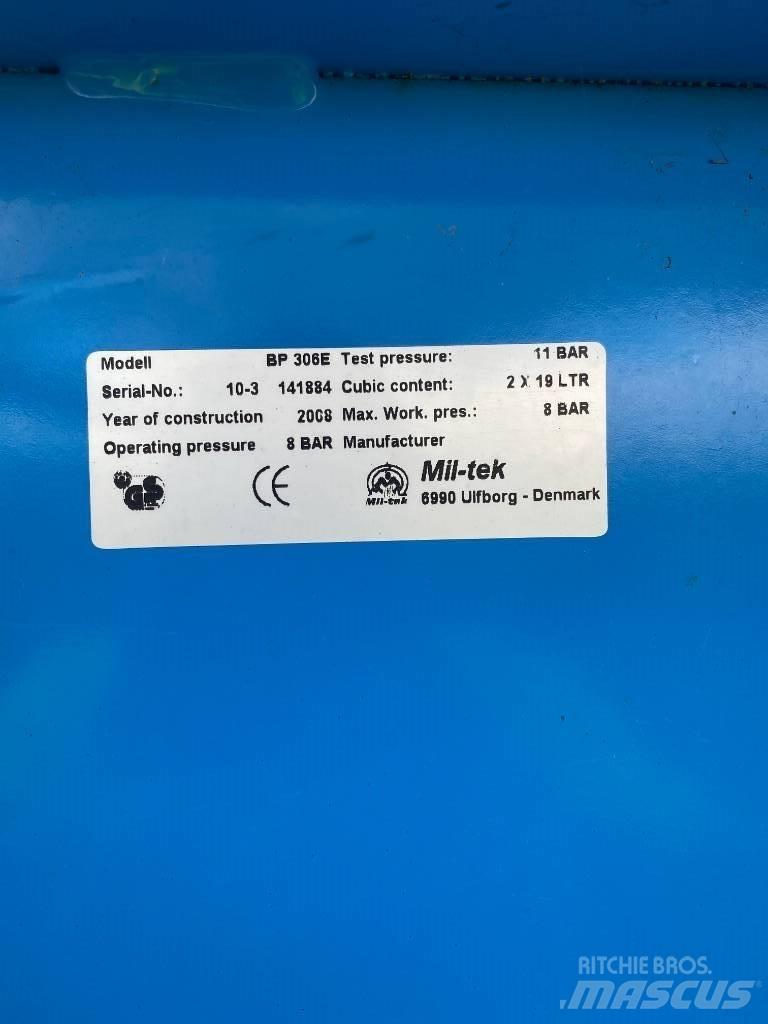 Modell BP 306E Test pressure: 11 BAR
Serial-No.: 10-3 141884 Cubic content: 2 X 19 LTR
Year of construction 2008 Max. Work. pres.: 8 BAR
Operating pressure 8 BAR Manufacturer
GS CE Mil-tek Mil-tek
6990 Ulfborg - Denmark
RITCHIE BROS.
MASCUS